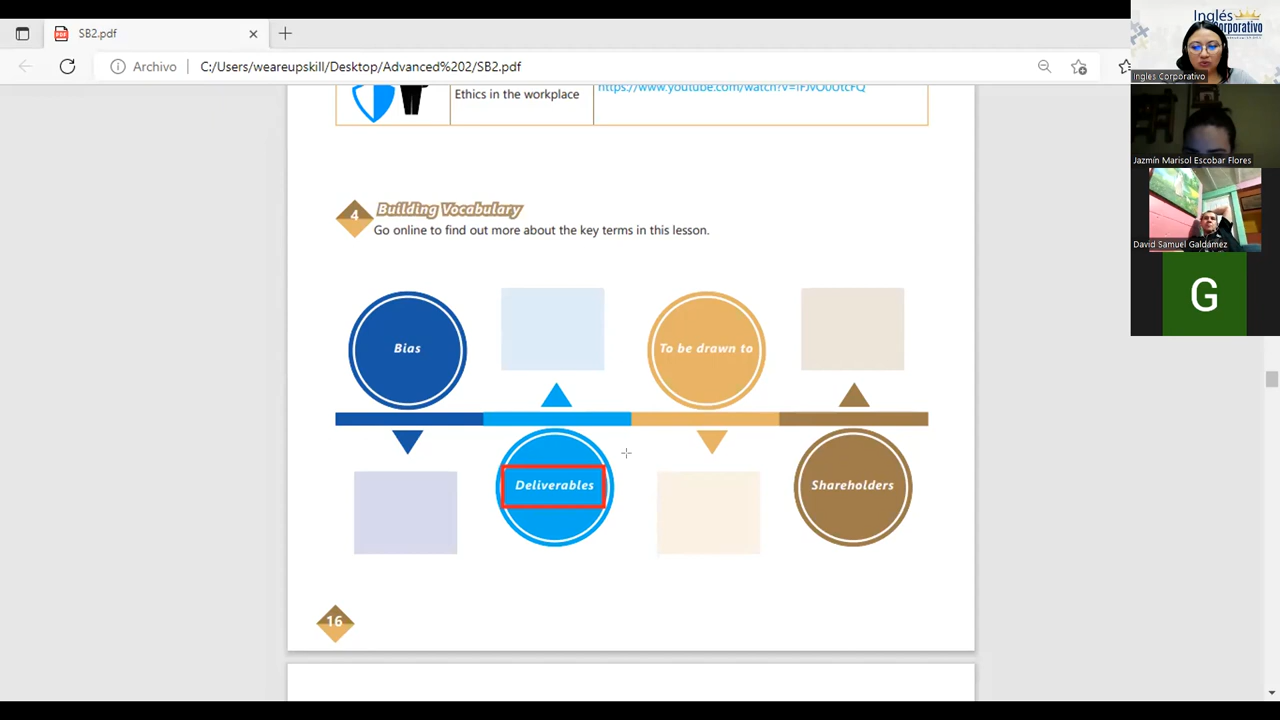 SB2.pdf
Archivo
C:/Users/weareupskill/Desktop/Advanced%202/SB2.pdf
Inglés
Corporativo
Ingles Corporativo
Jazmín Marisol Escobar Flores
David Samuel Galdámez
G
Ethics in the workplace
4
Building Vocabulary
Go online to find out more about the key terms in this lesson.
Bias
To be drawn to
Deliverables
Shareholders
16